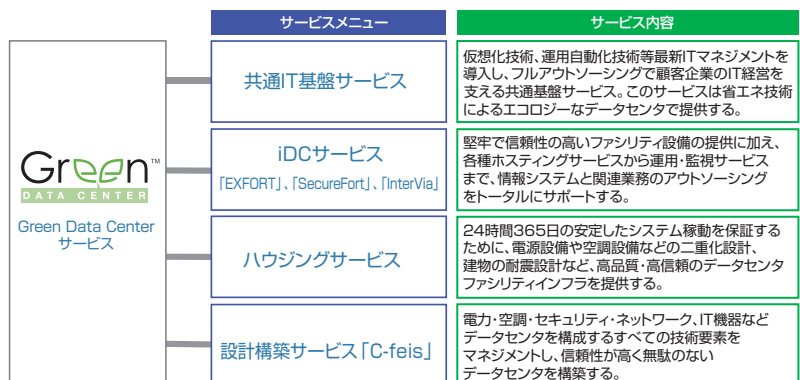 サービスメニュー
サービス内容
Green™
DATA CENTER
Green Data Center
サービス
共通IT基盤サービス
仮想化技術、運用自動化技術等最新ITマネジメントを
導入し、フルアウトソーシングで顧客企業のIT経営を
支える共通基盤サービス。このサービスは省エネ技術
によるエコロジーなデータセンタで提供する。
iDCサービス
「EXFORT」、「SecureFort」、「InterVia」
堅牢で信頼性の高いファシリティ設備の提供に加え、
各種ホスティングサービスから運用・監視サービス
まで、情報システムと関連業務のアウトソーシング
をトータルにサポートする。
ハウジングサービス
24時間365日の安定したシステム稼動を保証する
ために、電源設備や空調設備などの二重化設計、
建物の耐震設計など、高品質・高信頼のデータセンタ
ファシリティインフラを提供する。
設計構築サービス「C-feis」
電力・空調・セキュリティ・ネットワーク、IT機器など
データセンタを構成するすべての技術要素を
マネジメントし、信頼性が高く無駄のない
データセンタを構築する。